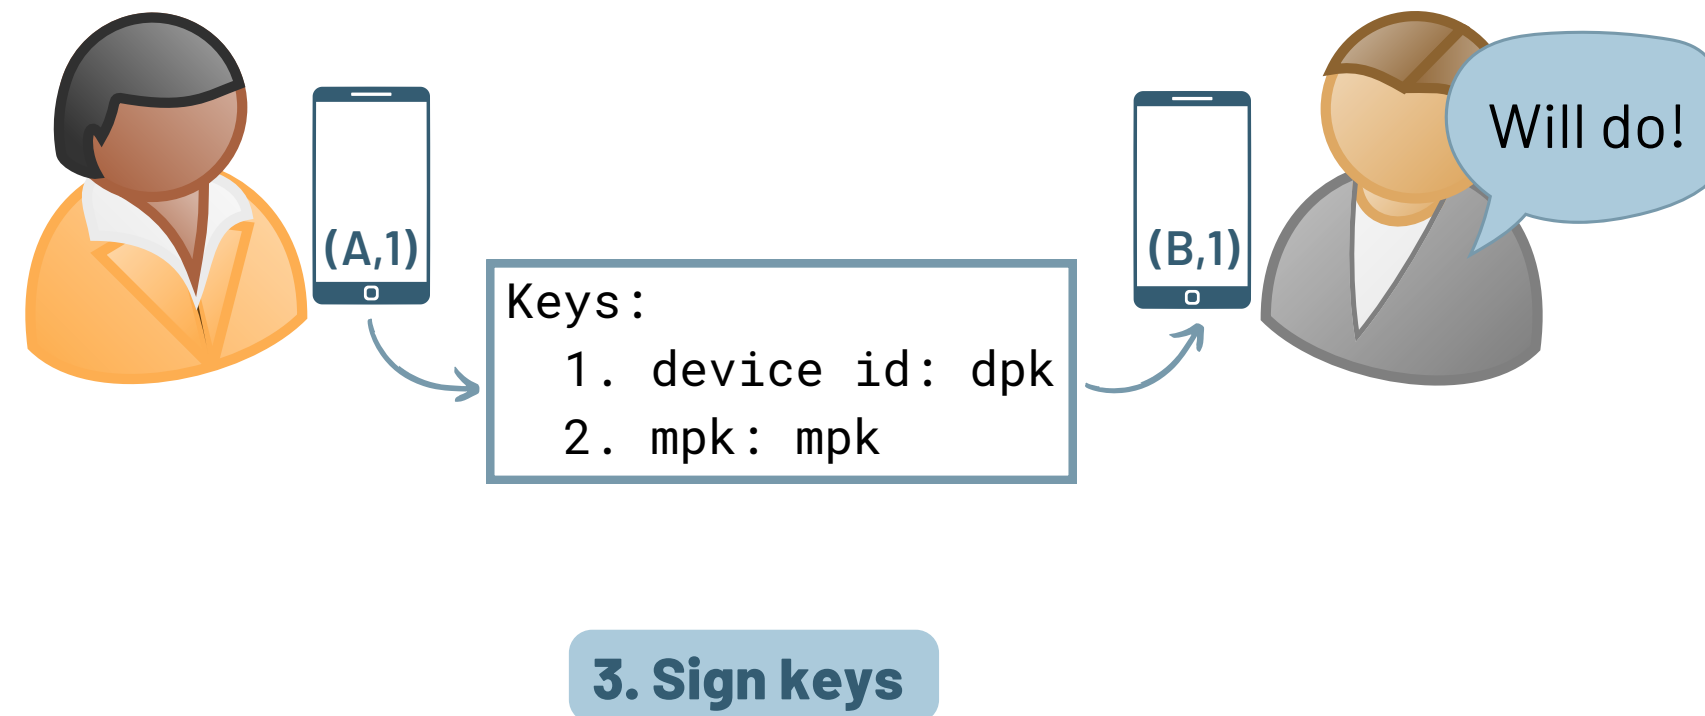 Will do!
(A,1)
(B,1)
Keys:
1. device id: dpk
2. mpk: mpk
3. Sign keys